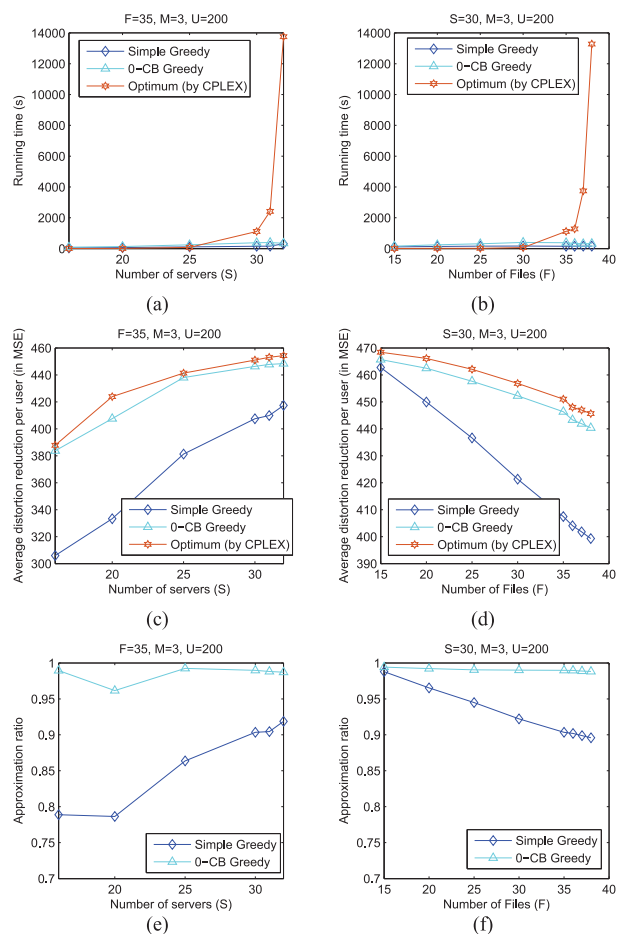 F=35, M=3, U=200
14000
12000
10000
8000
6000
4000
2000
0
Running time (s)
Simple Greedy
0−CB Greedy
Optimum (by CPLEX)
20 25 30
Number of servers (S)
(a)
S=30, M=3, U=200
14000
12000
10000
8000
6000
4000
2000
0
Running time (s)
Simple Greedy
0−CB Greedy
Optimum (by CPLEX)
15 20 25 30 35 40
Number of Files (F)
(b)
F=35, M=3, U=200
460
440
420
400
380
360
340
320
300
Average distortion reduction per user (in MSE)
Simple Greedy
0−CB Greedy
Optimum (by CPLEX)
20 25 30
Number of servers (S)
(c)
S=30, M=3, U=200
470
460
450
440
430
420
410
400
390
Average distortion reduction per user (in MSE)
Simple Greedy
0−CB Greedy
Optimum (by CPLEX)
15 20 25 30 35 40
Number of Files (F)
(d)
F=35, M=3, U=200
1
0.95
0.9
0.85
0.8
0.75
0.7
Approximation ratio
Simple Greedy
0−CB Greedy
20 25 30
Number of servers (S)
(e)
S=30, M=3, U=200
1
0.95
0.9
0.85
0.8
0.75
0.7
Approximation ratio
Simple Greedy
0−CB Greedy
15 20 25 30 35 40
Number of Files (F)
(f)